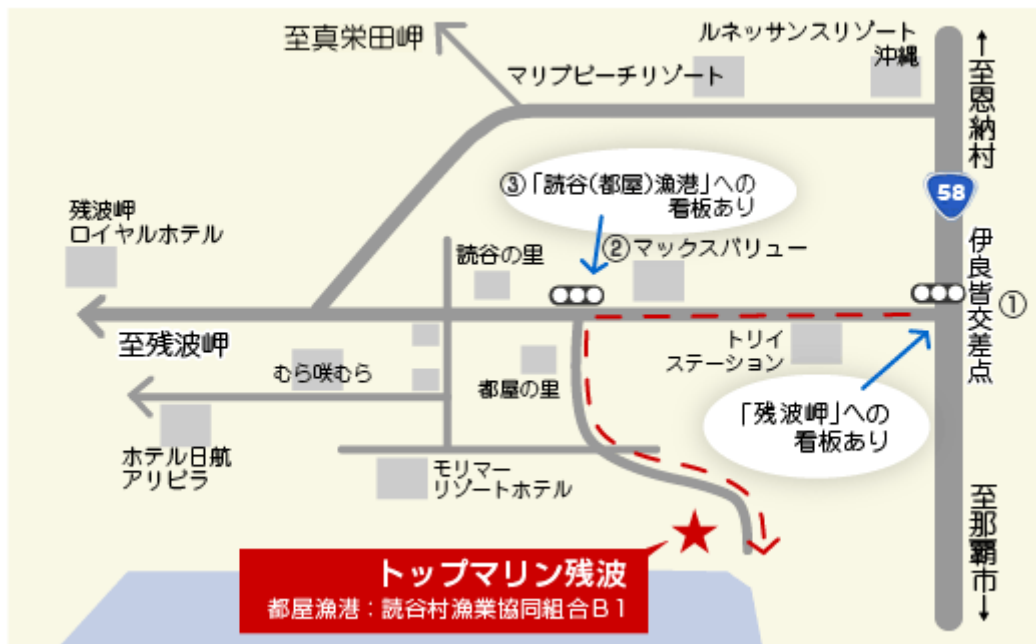 至真栄田岬
ルネッサンスリゾート
沖縄
マリブビーチリゾート
↑至恩納村
58
③「読谷(都屋)漁港」への
看板あり
残波岬
ロイヤルホテル
読谷の里
②マックスバリュー
伊良皆交差点
①
至残波岬
トリイ
ステーション
むら咲むら
都屋の里
「残波岬」への
看板あり
ホテル日航
アリビラ
モリマー
リゾートホテル
至那覇市↓
トップマリン残波
都屋漁港：読谷村漁業協同組合B1